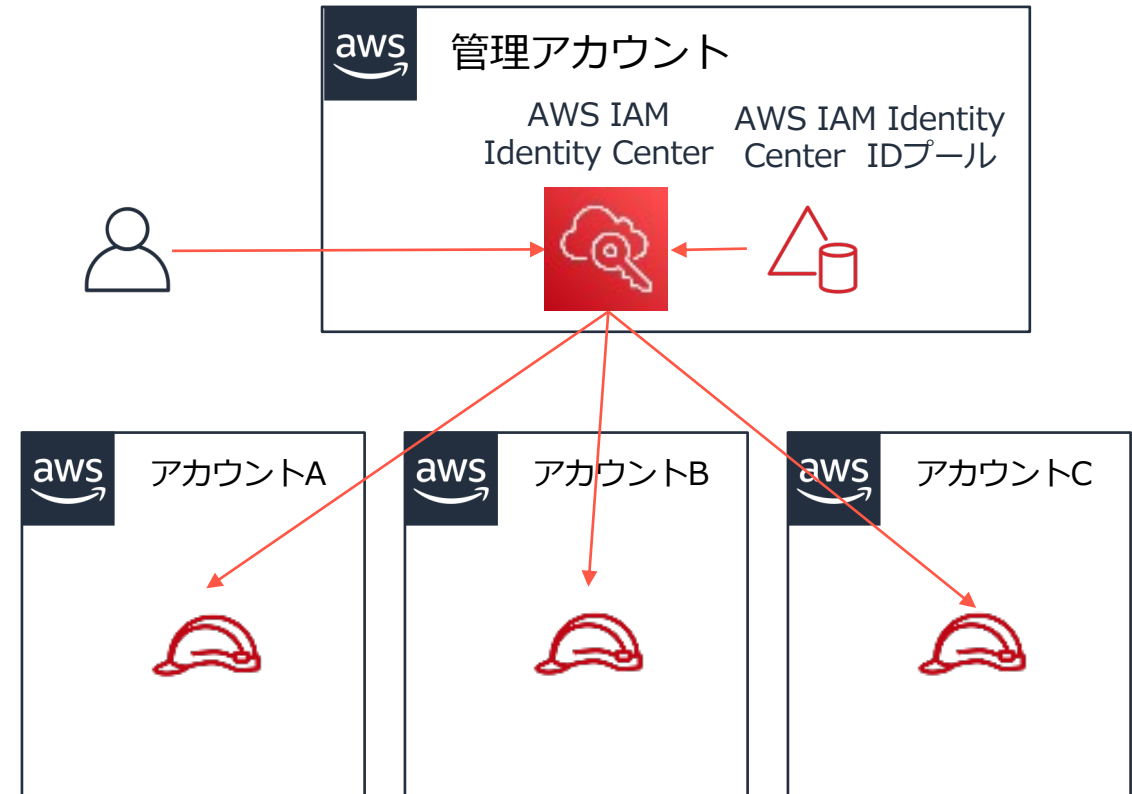 aws
管理アカウント
AWS IAM
Identity Center
AWS IAM Identity
Center IDプール
aws
アカウントA
aws
アカウントB
aws
アカウントC